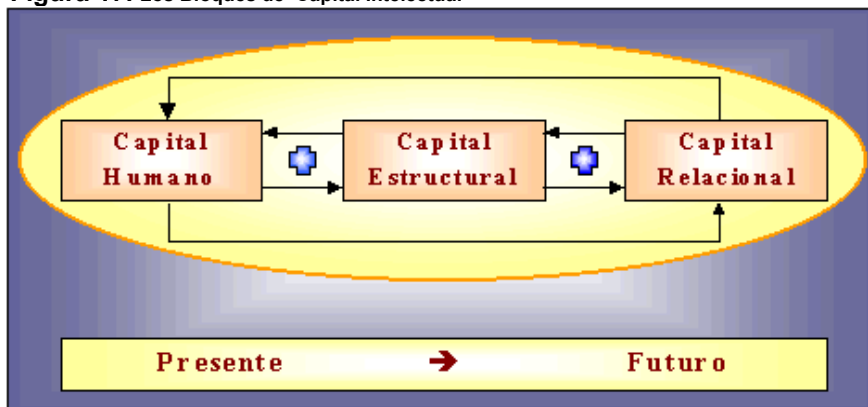 Capital
Humano
Capital
Estructural
Capital
Relacional
Presente ➔ Futuro